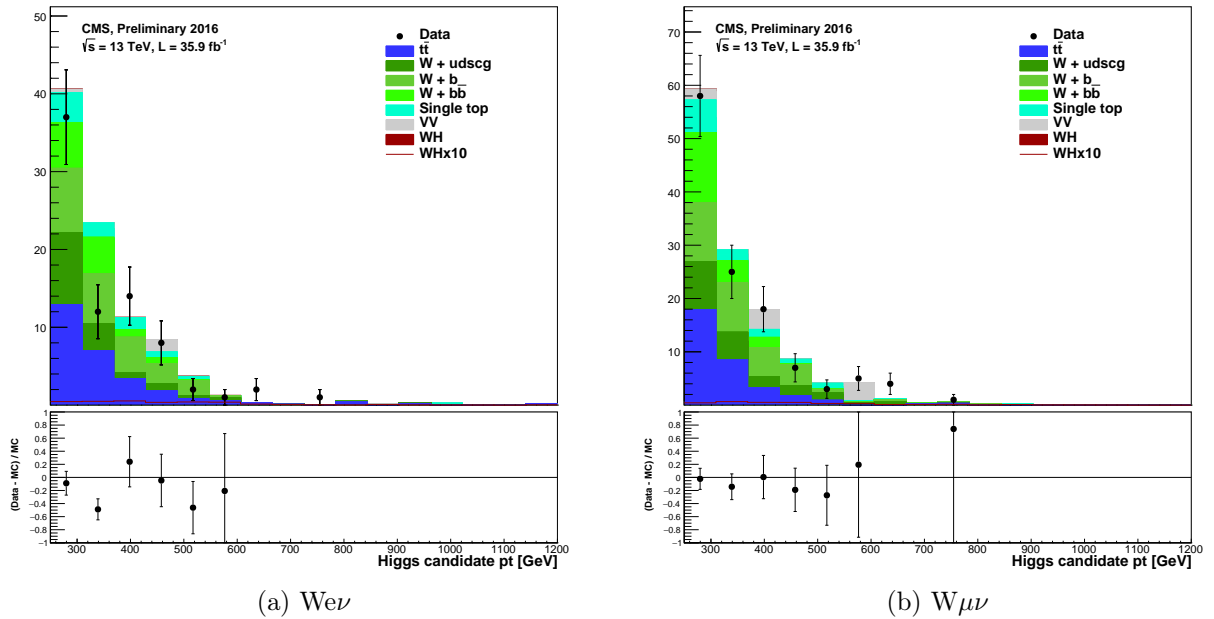 CMS, Preliminary 2016
√s = 13 TeV, L = 35.9 fb⁻¹
Data
tt̄
W + udscg
W + b_
W + bb̄
Single top
VV
WH
WHx10
50
40
30
20
10
(Data - MC) / MC
1
0.8
0.6
0.4
0.2
0
−0.2
−0.4
−0.6
−0.8
−1
300 400 500 600 700 800 900 1000 1100 1200
Higgs candidate pt [GeV]
(a) Weν
CMS, Preliminary 2016
√s = 13 TeV, L = 35.9 fb⁻¹
Data
tt̄
W + udscg
W + b_
W + bb̄
Single top
VV
WH
WHx10
70
60
50
40
30
20
10
(Data - MC) / MC
1
0.8
0.6
0.4
0.2
0
−0.2
−0.4
−0.6
−0.8
−1
300 400 500 600 700 800 900 1000 1100 1200
Higgs candidate pt [GeV]
(b) Wμν